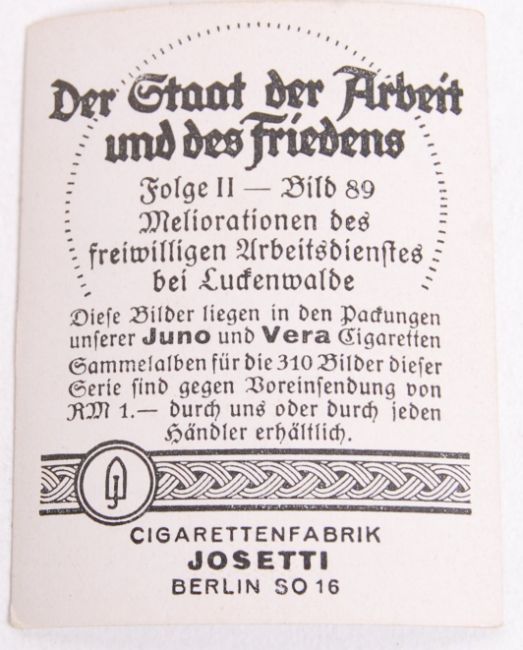 Der Staat der Arbeit
und des Friedens
Folge II — Bild 89
Meliorationen des
freiwilligen Arbeitsdienſtes
bei Luckenwalde
Dieſe Bilder liegen in den Packungen
unſerer Juno und Vera Cigaretten
Sammelalben für die 310 Bilder dieſer
Serie ſind gegen Voreinſendung von
RM 1.— durch uns oder durch jeden
Händler erhältlich.
J
CIGARETTENFABRIK
JOSETTI
BERLIN SO 16